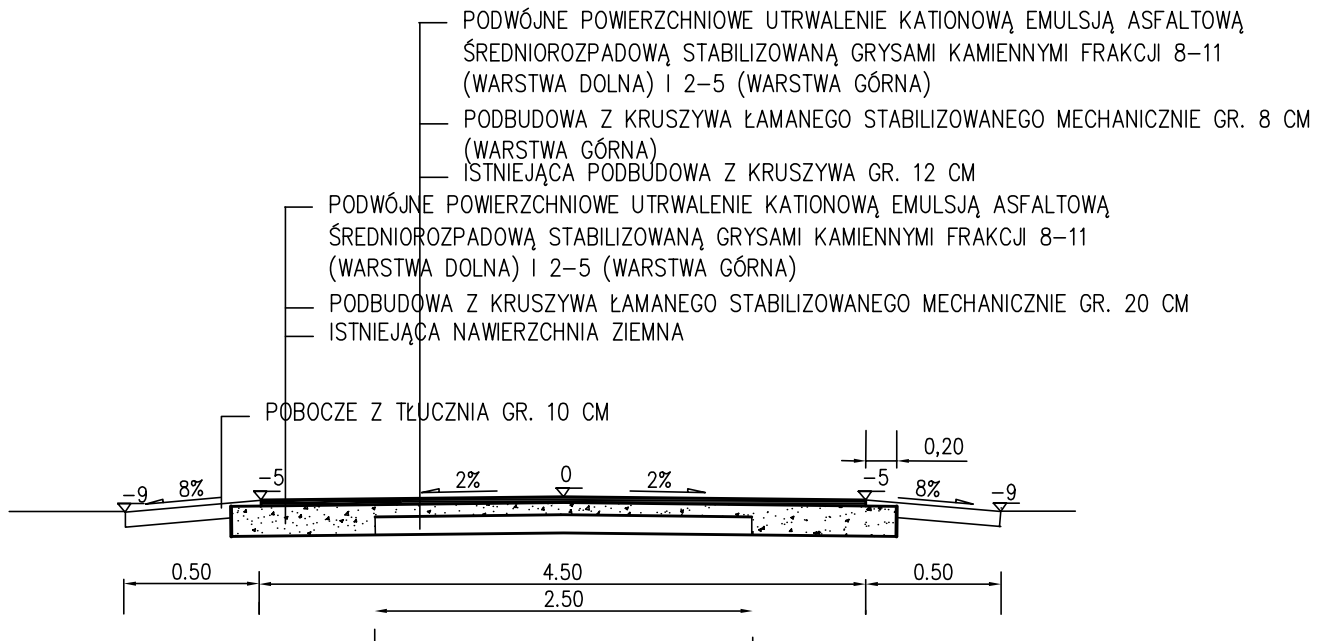 PODWÓJNE POWIERZCHNIOWE UTRWALENIE KATIONOWĄ EMULSJĄ ASFALTOWĄ
ŚREDNIOROZPADOWĄ STABILIZOWANĄ GRYSAMI KAMIENNYMI FRAKCJI 8–11
(WARSTWA DOLNA) I 2–5 (WARSTWA GÓRNA)
PODBUDOWA Z KRUSZYWA ŁAMANEGO STABILIZOWANEGO MECHANICZNIE GR. 8 CM
(WARSTWA GÓRNA)
ISTNIEJĄCA PODBUDOWA Z KRUSZYWA GR. 12 CM
PODWÓJNE POWIERZCHNIOWE UTRWALENIE KATIONOWĄ EMULSJĄ ASFALTOWĄ
ŚREDNIOROZPADOWĄ STABILIZOWANĄ GRYSAMI KAMIENNYMI FRAKCJI 8–11
(WARSTWA DOLNA) I 2–5 (WARSTWA GÓRNA)
PODBUDOWA Z KRUSZYWA ŁAMANEGO STABILIZOWANEGO MECHANICZNIE GR. 20 CM
ISTNIEJĄCA NAWIERZCHNIA ZIEMNA
POBOCZE Z TŁUCZNIA GR. 10 CM
0,20
–9 8% –5 2% 0 2% –5 8% –9
0.50 4.50 0.50
2.50